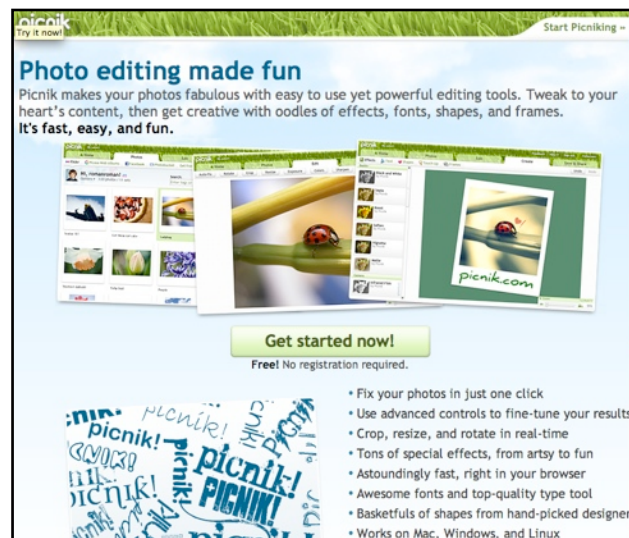 picnik
Try it now!
Start Picniking »
Photo editing made fun
Picnik makes your photos fabulous with easy to use yet powerful editing tools. Tweak to your
heart's content, then get creative with oodles of effects, fonts, shapes, and frames.
It's fast, easy, and fun.
picnik.com
Get started now!
Free! No registration required.
• Fix your photos in just one click
• Use advanced controls to fine-tune your results
• Crop, resize, and rotate in real-time
• Tons of special effects, from artsy to fun
• Astoundingly fast, right in your browser
• Awesome fonts and top-quality type tool
• Basketfuls of shapes from hand-picked designer
• Works on Mac, Windows, and Linux
picnik!
picnik!
picnik!
picnik!
PICNIK!